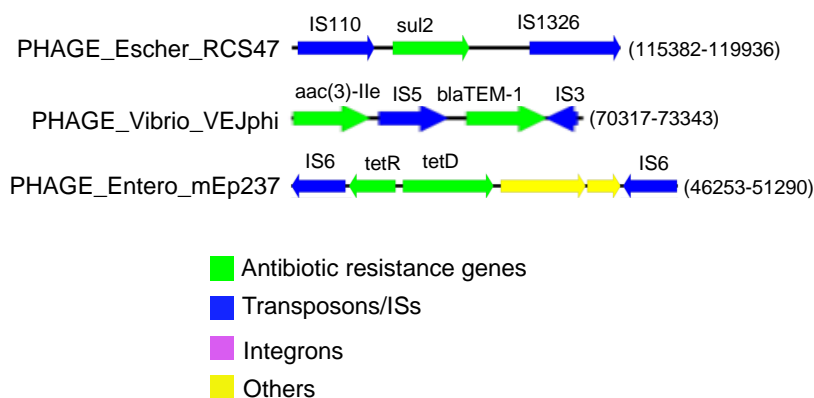 IS110 sul2 IS1326
PHAGE_Escher_RCS47 (115382-119936)
aac(3)-IIe IS5 blaTEM-1 IS3
PHAGE_Vibrio_VEJphi (70317-73343)
IS6 tetR tetD IS6
PHAGE_Entero_mEp237 (46253-51290)
Antibiotic resistance genes
Transposons/ISs
Integrons
Others